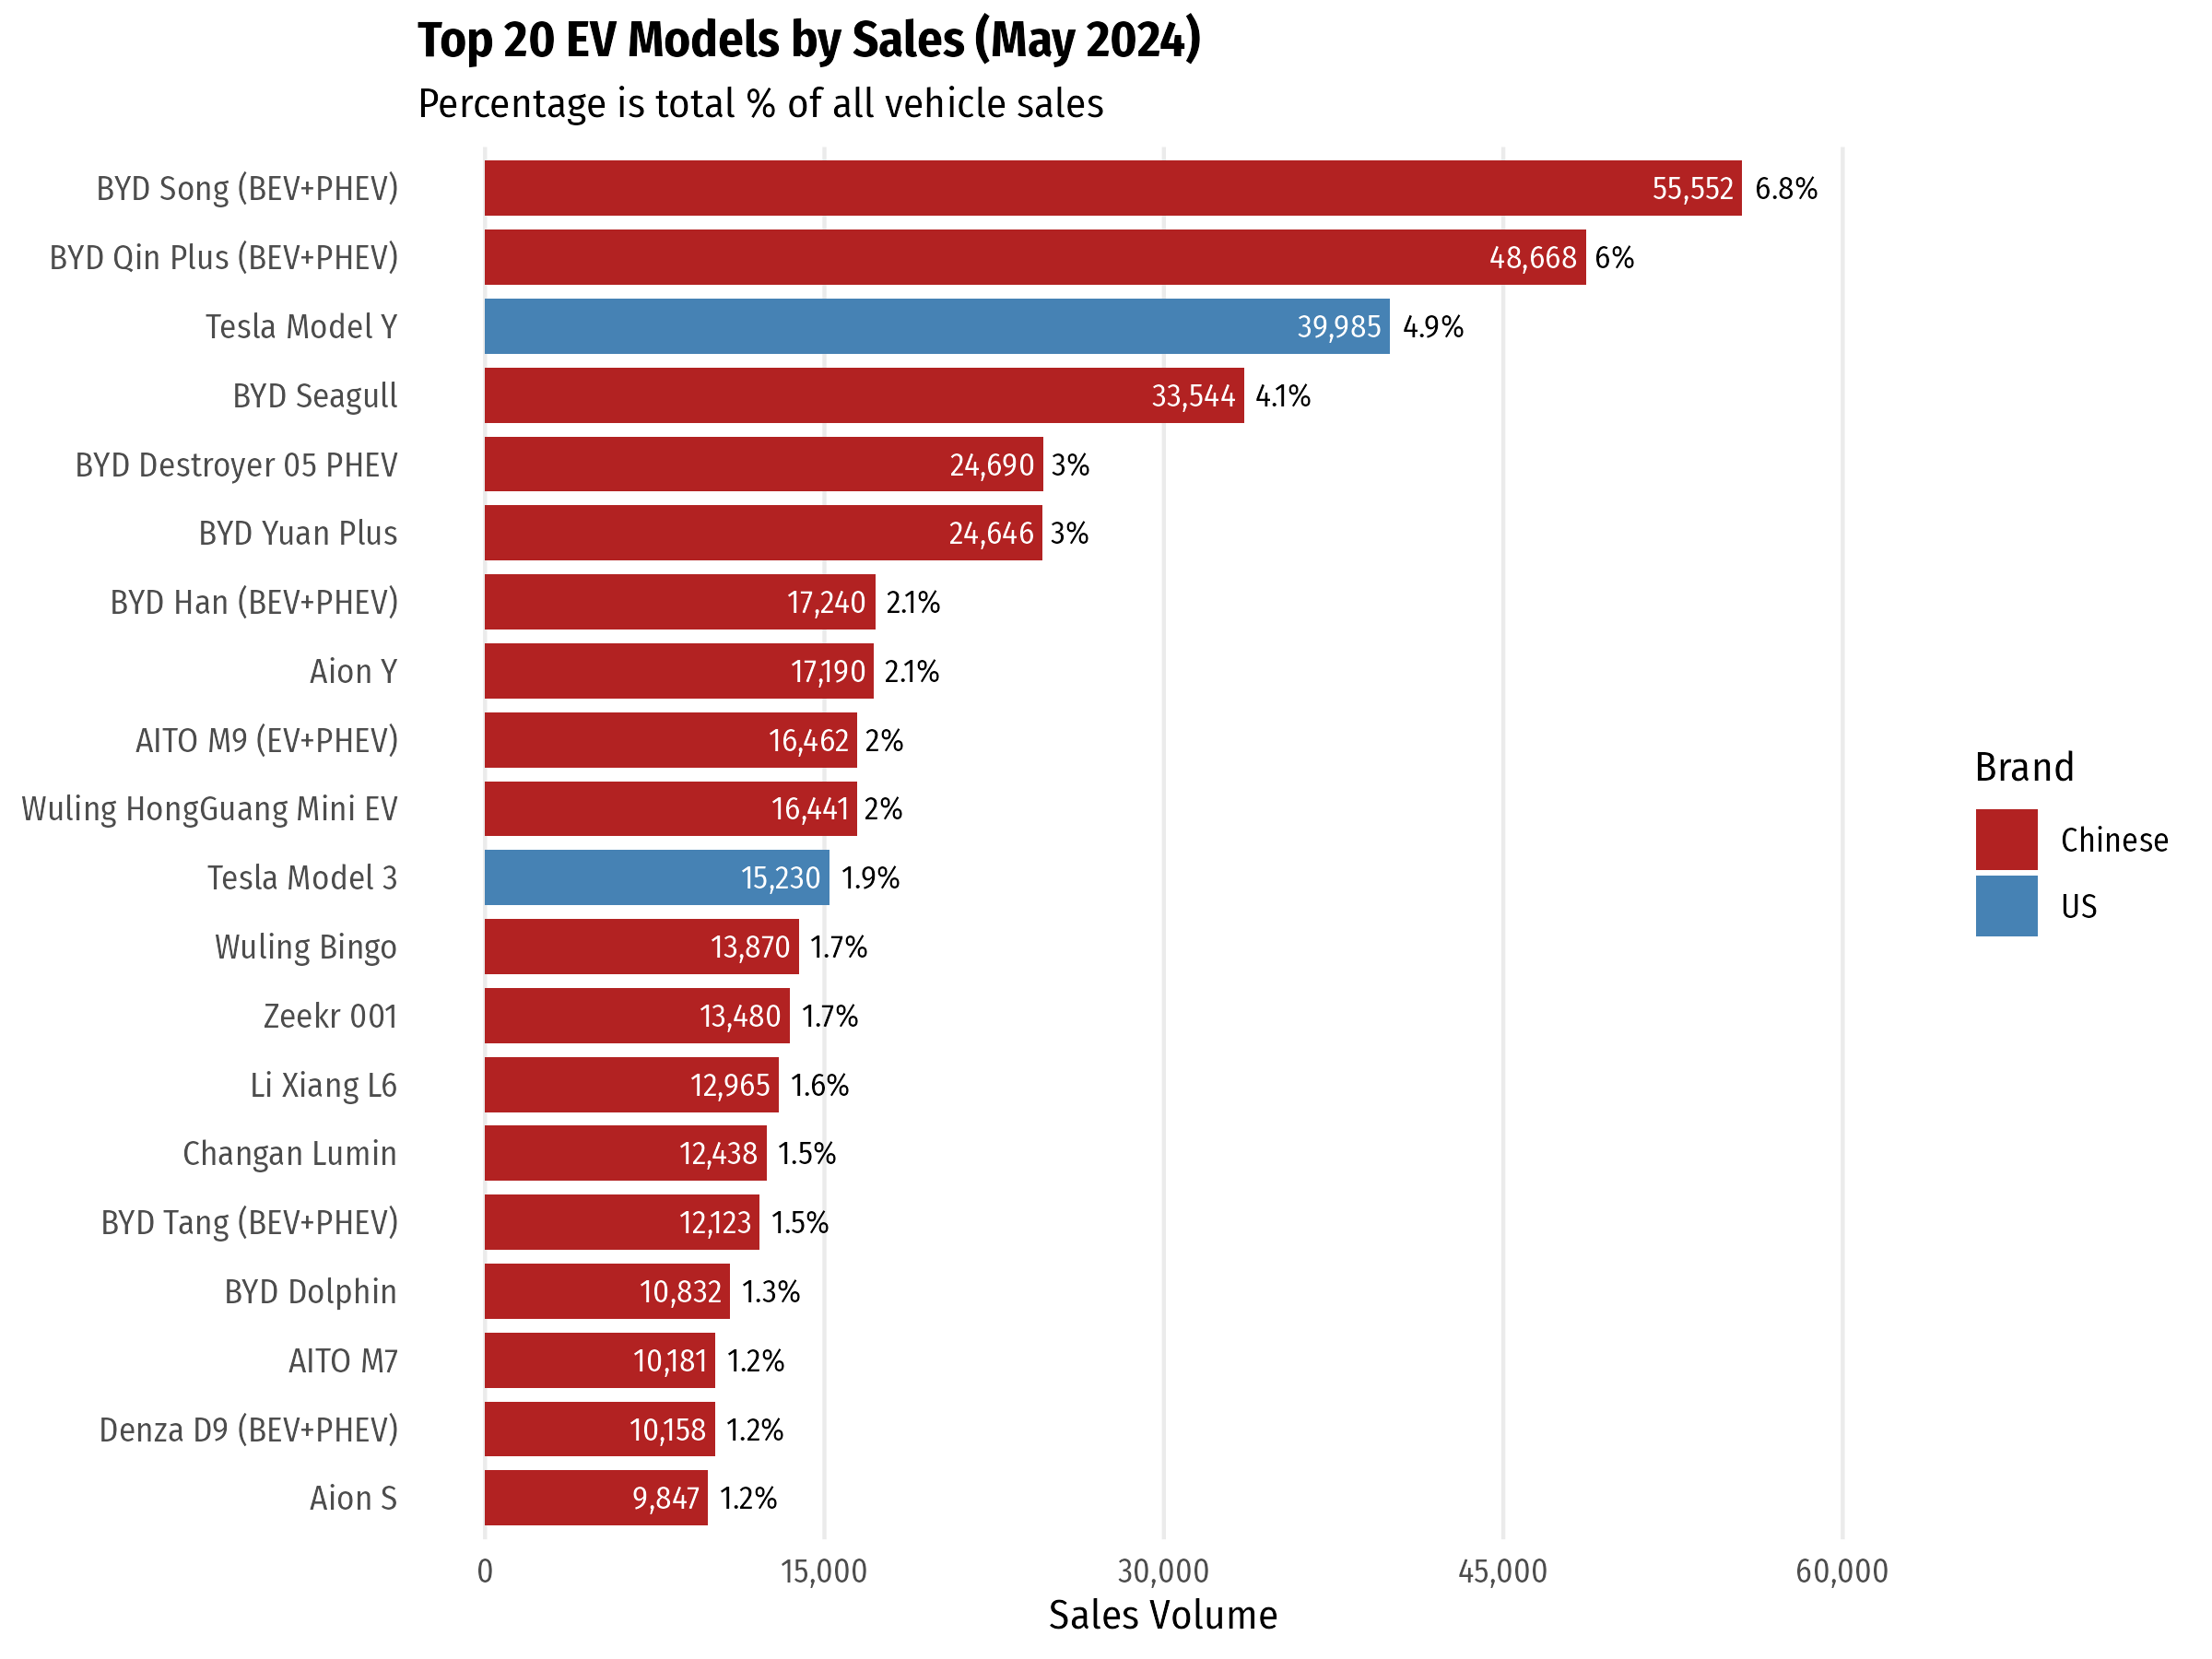 Top 20 EV Models by Sales (May 2024)
Percentage is total % of all vehicle sales
BYD Song (BEV+PHEV) 55,552 6.8%
BYD Qin Plus (BEV+PHEV) 48,668 6%
Tesla Model Y 39,985 4.9%
BYD Seagull 33,544 4.1%
BYD Destroyer 05 PHEV 24,690 3%
BYD Yuan Plus 24,646 3%
BYD Han (BEV+PHEV) 17,240 2.1%
Aion Y 17,190 2.1%
AITO M9 (EV+PHEV) 16,462 2%
Wuling HongGuang Mini EV 16,441 2%
Tesla Model 3 15,230 1.9%
Wuling Bingo 13,870 1.7%
Zeekr 001 13,480 1.7%
Li Xiang L6 12,965 1.6%
Changan Lumin 12,438 1.5%
BYD Tang (BEV+PHEV) 12,123 1.5%
BYD Dolphin 10,832 1.3%
AITO M7 10,181 1.2%
Denza D9 (BEV+PHEV) 10,158 1.2%
Aion S 9,847 1.2%
0 15,000 30,000 45,000 60,000
Sales Volume
Brand
Chinese
US